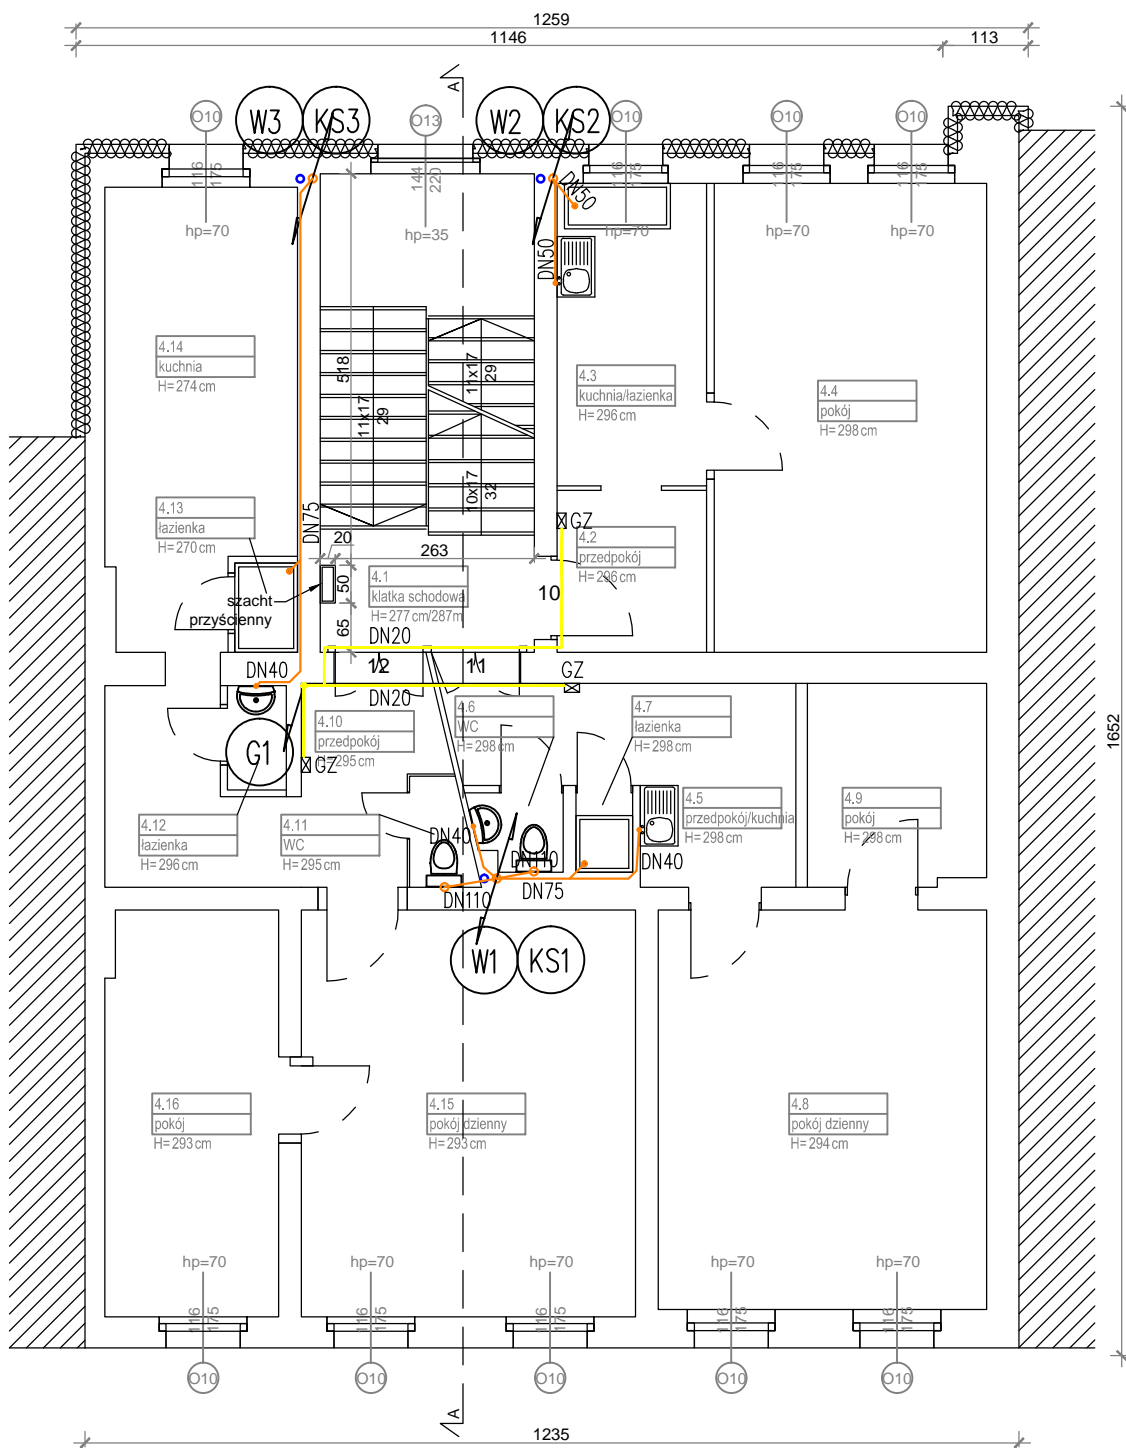 1259
1146
113
A
O10
W3
KS3
O13
W2
KS2
O10
O10
O10
116
175
144
220
116
175
116
175
116
175
DN50
hp=70
hp=35
hp=70
hp=70
hp=70
DN50
4.14
kuchnia
H=274cm
518
11x17
29
11x17
29
4.3
kuchnia/łazienka
H=296cm
4.4
pokój
H=298cm
10x17
32
4.13
łazienka
H=270cm
DN75
20
263
GZ
4.2
przedpokój
H=296cm
50
4.1
klatka schodowa
H=277 cm/287m
10
szacht
przyścienny
65
DN20
12
11
DN40
DN20
GZ
4.10
przedpokój
H=295cm
4.6
WC
H=298cm
4.7
łazienka
H=298cm
1652
G1
GZ
4.12
łazienka
H=296cm
4.11
WC
H=295cm
DN40
DN110
4.5
przedpokój/kuchnia
H=298cm
4.9
pokój
H=298cm
DN40
DN110
DN75
W1
KS1
4.16
pokój
H=293cm
4.15
pokój dzienny
H=293cm
4.8
pokój dzienny
H=294cm
hp=70
hp=70
hp=70
hp=70
hp=70
116
175
116
175
116
175
116
175
116
175
O10
O10
O10
O10
O10
A
1235